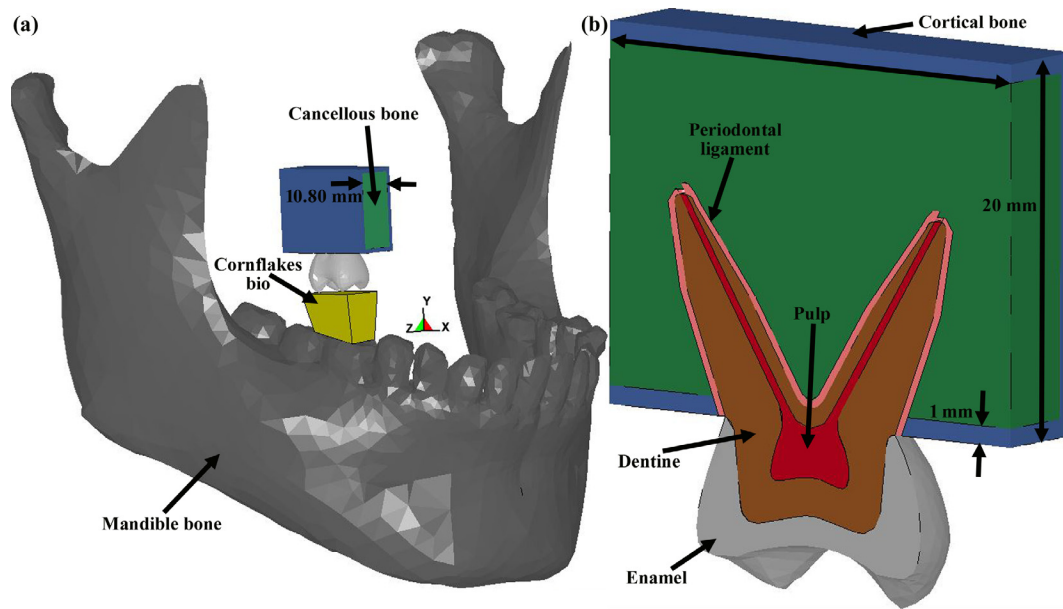 (a)
Cancellous bone
10.80 mm
Cornflakes
bio
Y
Z
X
Mandible bone
(b)
Cortical bone
Periodontal
ligament
20 mm
Pulp
1 mm
Dentine
Enamel